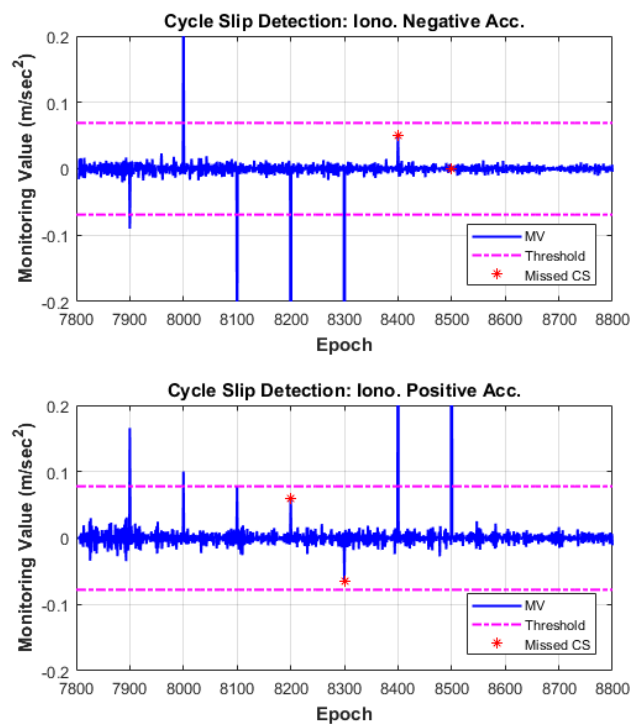 Cycle Slip Detection: Iono. Negative Acc.
Monitoring Value (m/sec²)
0.2
0.1
0
-0.1
-0.2
MV
Threshold
Missed CS
7800 7900 8000 8100 8200 8300 8400 8500 8600 8700 8800
Epoch
Cycle Slip Detection: Iono. Positive Acc.
Monitoring Value (m/sec²)
0.2
0.1
0
-0.1
-0.2
MV
Threshold
Missed CS
7800 7900 8000 8100 8200 8300 8400 8500 8600 8700 8800
Epoch